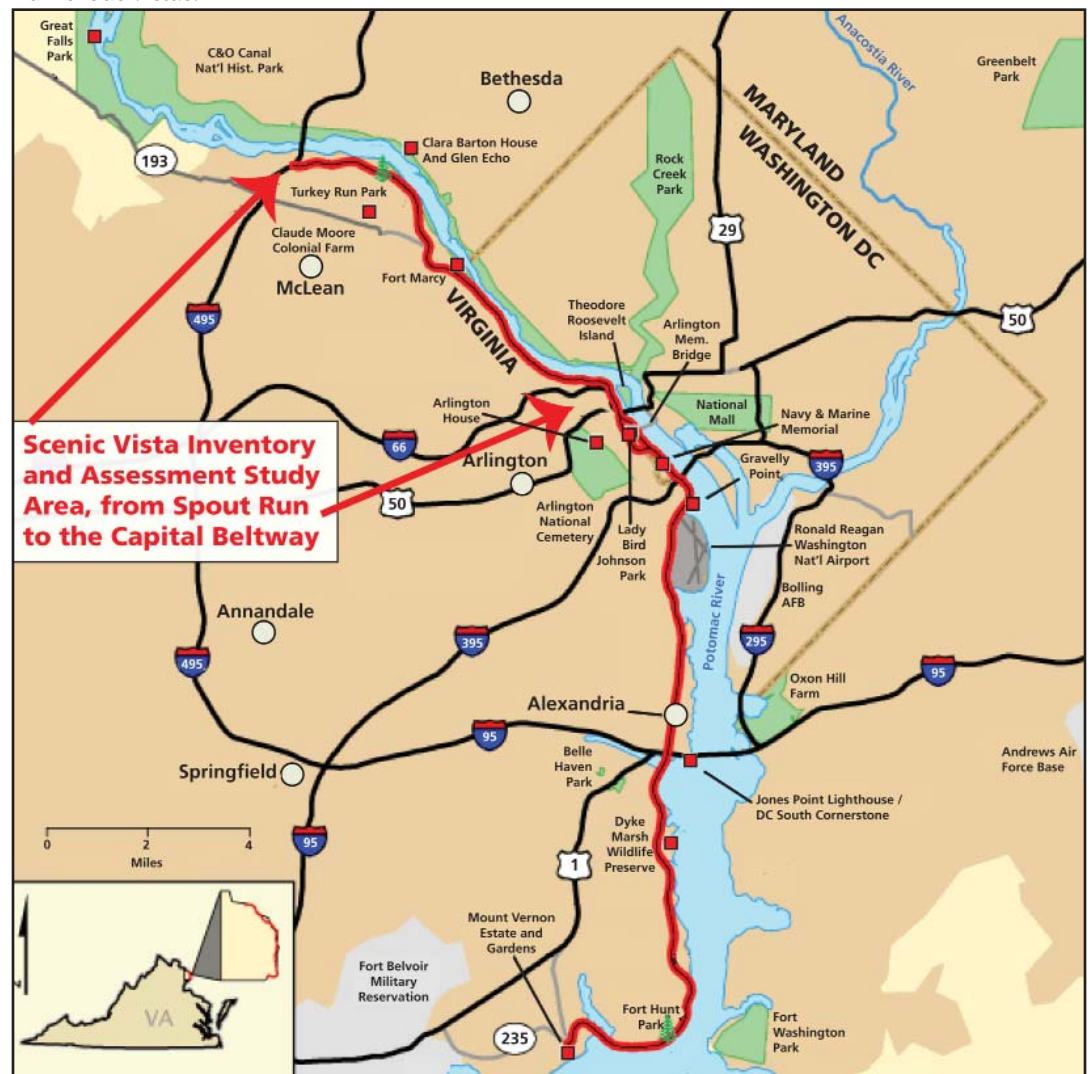 Great
Falls
Park
C&O Canal
Nat'l Hist. Park
Bethesda
Anacostia River
Greenbelt
Park
MARYLAND
WASHINGTON DC
193
Clara Barton House
And Glen Echo
Rock
Creek
Park
Turkey Run Park
29
Claude Moore
Colonial Farm
McLean
Fort Marcy
VIRGINIA
495
Theodore
Roosevelt
Island
Arlington
Mem.
Bridge
50
Arlington
House
National
Mall
Navy & Marine
Memorial
66
Scenic Vista Inventory
and Assessment Study
Area, from Spout Run
to the Capital Beltway
Arlington
50
Gravelly
Point
395
Arlington
National
Cemetery
Lady
Bird
Johnson
Park
Ronald Reagan
Washington
Nat'l Airport
Bolling
AFB
Potomac River
Annandale
395
495
295
Oxon Hill
Farm
95
Alexandria
95
Springfield
Belle
Haven
Park
Andrews Air
Force Base
Jones Point Lighthouse /
DC South Cornerstone
0 2 4
Miles
95
Dyke
Marsh
Wildlife
Preserve
1
Mount Vernon
Estate and
Gardens
Fort Belvoir
Military
Reservation
VA
235
Fort Hunt
Park
Fort
Washington
Park